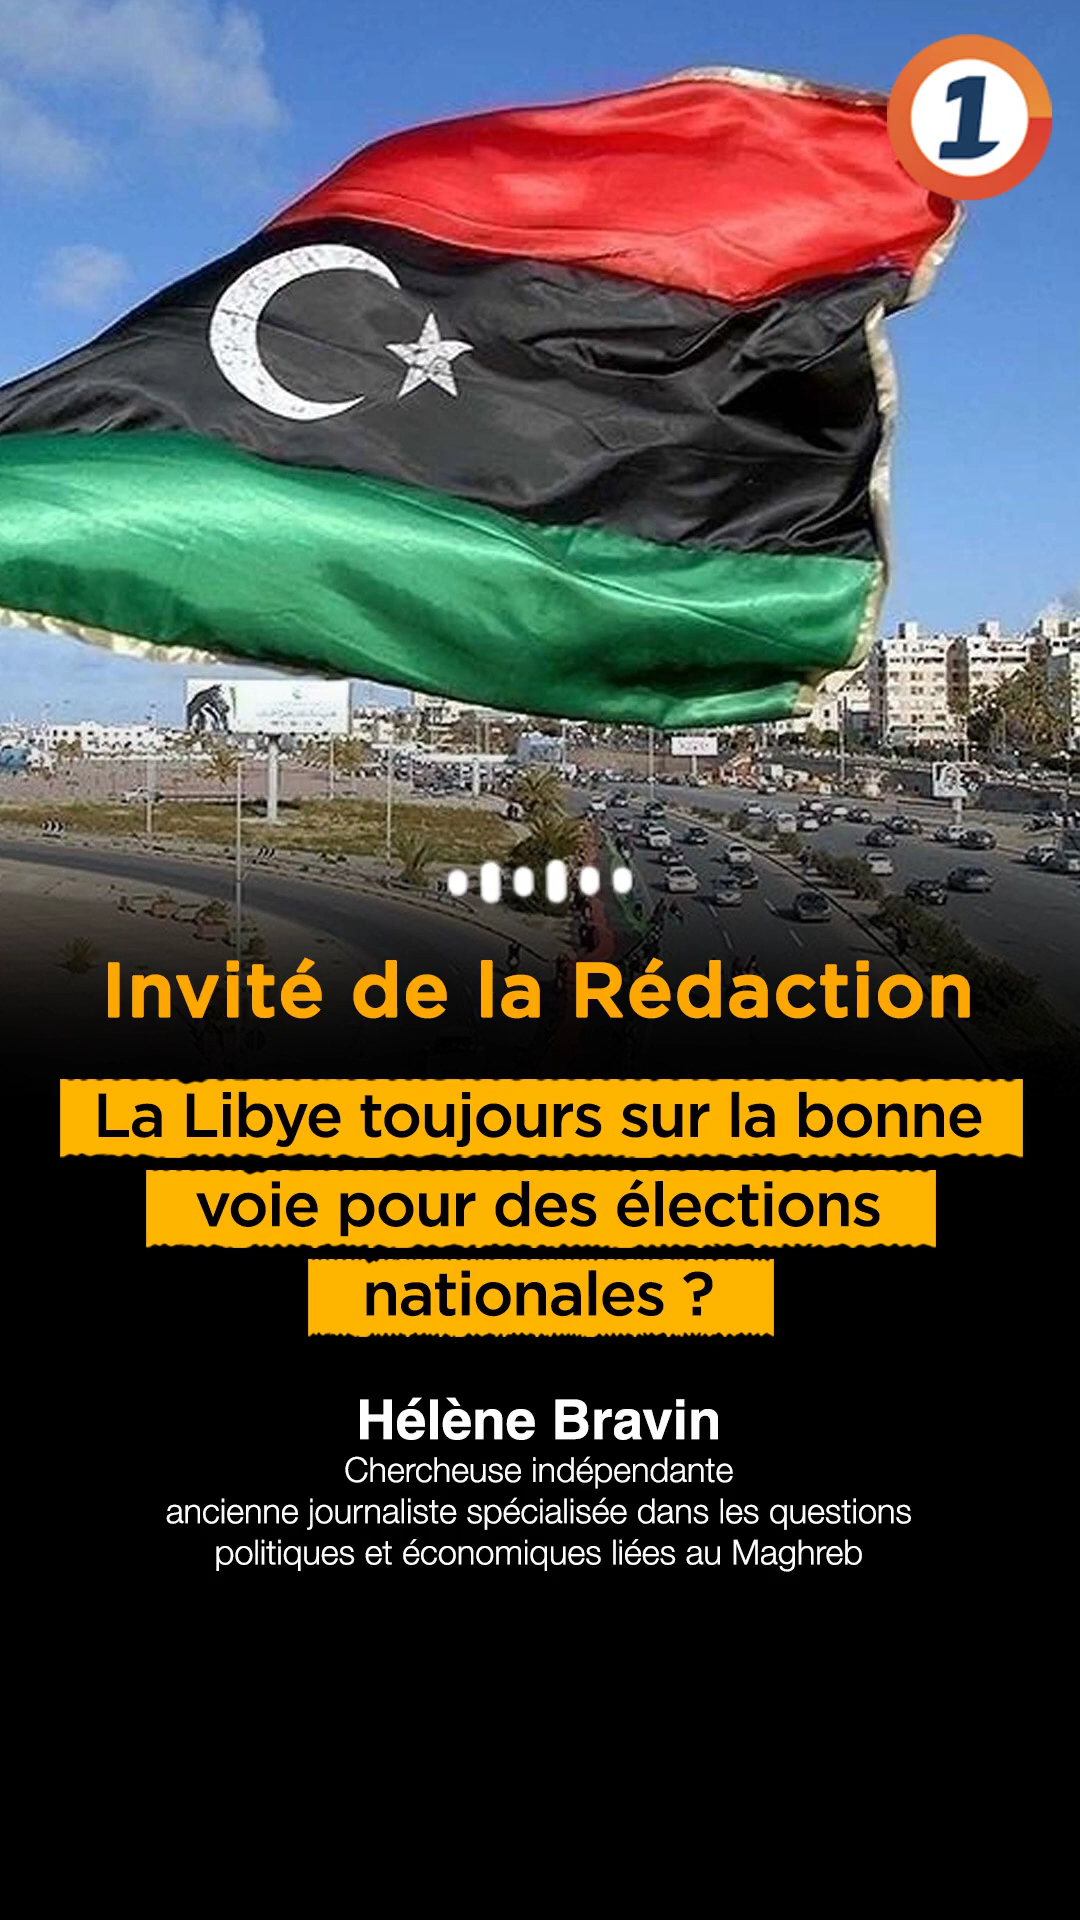 1
Invité de la Rédaction
La Libye toujours sur la bonne
voie pour des élections
nationales ?
Hélène Bravin
Chercheuse indépendante
ancienne journaliste spécialisée dans les questions
politiques et économiques liées au Maghreb